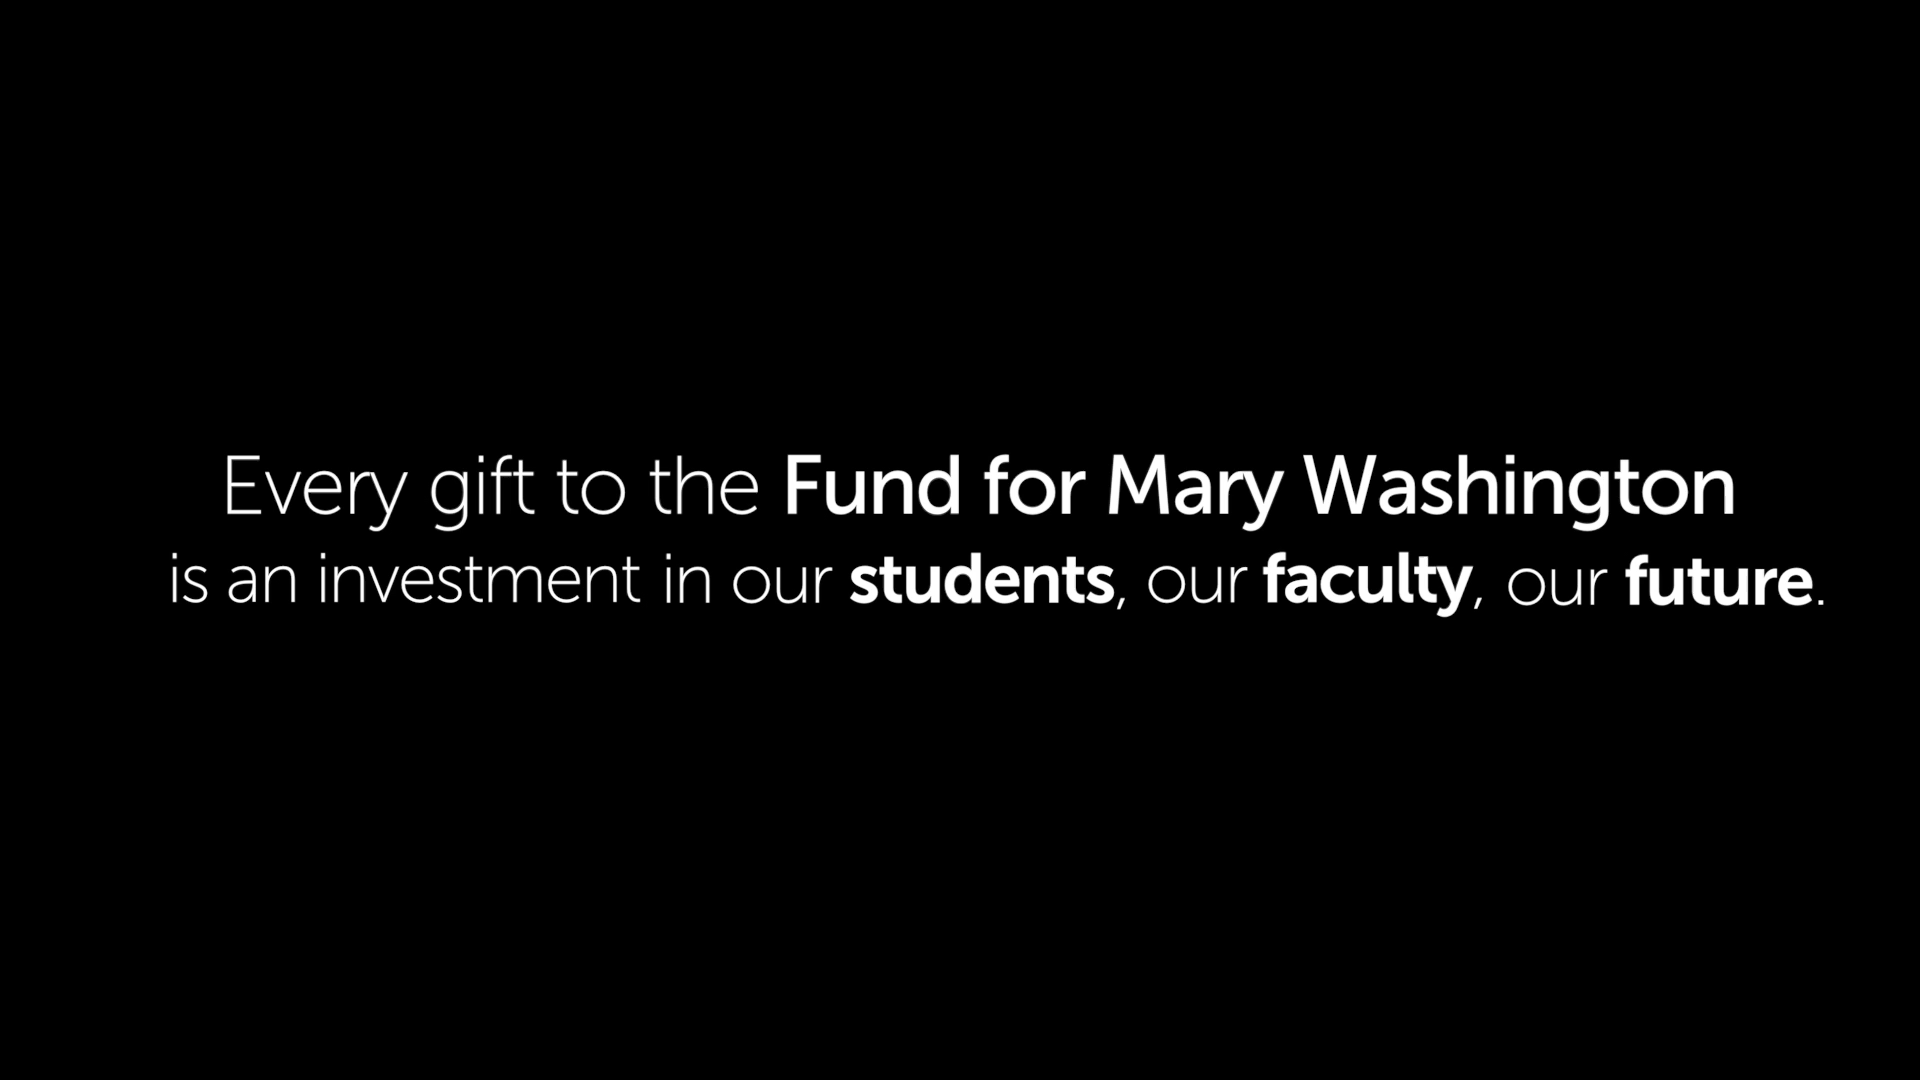 Every gift to the Fund for Mary Washington
is an investment in our students, our faculty, our future.